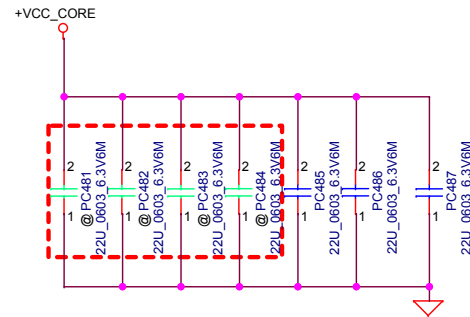 +VCC_CORE
2
1
@
PC481
22U_0603_6.3V6M
2
1
@
PC482
22U_0603_6.3V6M
2
1
@
PC483
22U_0603_6.3V6M
2
1
@
PC484
22U_0603_6.3V6M
2
1
PC485
22U_0603_6.3V6M
2
1
PC486
22U_0603_6.3V6M
2
1
PC487
22U_0603_6.3V6M